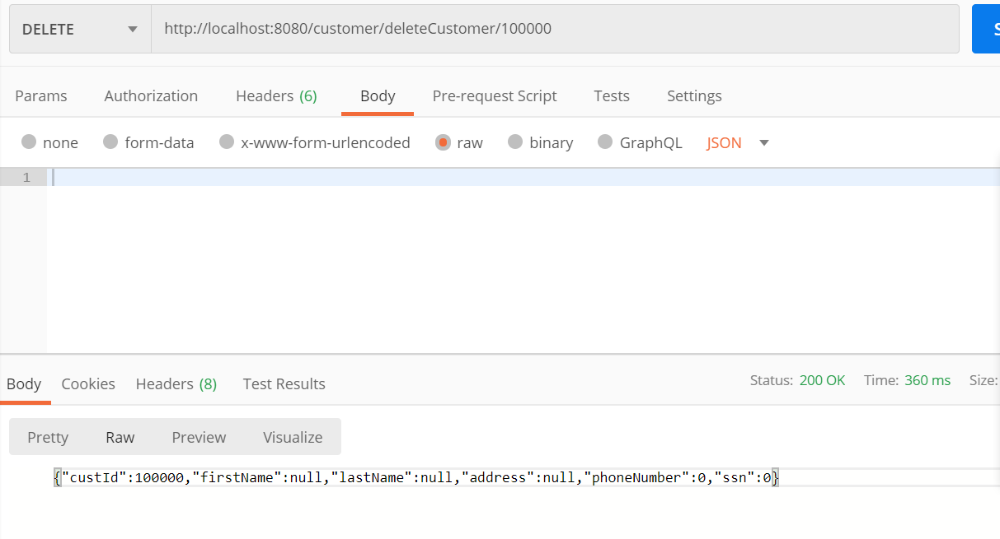 DELETE http://localhost:8080/customer/deleteCustomer/100000 S
Params Authorization Headers (6) Body Pre-request Script Tests Settings
none form-data x-www-form-urlencoded raw binary GraphQL JSON
1
Body Cookies Headers (8) Test Results Status: 200 OK Time: 360 ms Size:
Pretty Raw Preview Visualize
{"custId":100000,"firstName":null,"lastName":null,"address":null,"phoneNumber":0,"ssn":0}